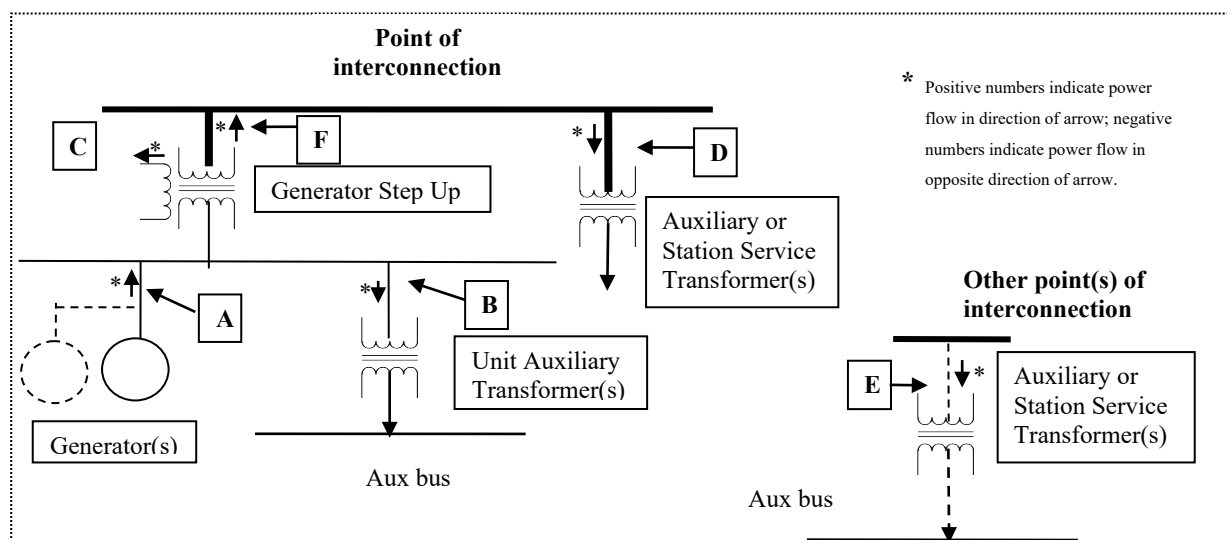 Point of
interconnection
* Positive numbers indicate power
flow in direction of arrow; negative
numbers indicate power flow in
opposite direction of arrow.
C
*
*
F
*
D
Generator Step Up
Auxiliary or
Station Service
Transformer(s)
*
A
*
B
Other point(s) of
interconnection
Unit Auxiliary
Transformer(s)
E
*
Auxiliary or
Station Service
Transformer(s)
Generator(s)
Aux bus
Aux bus